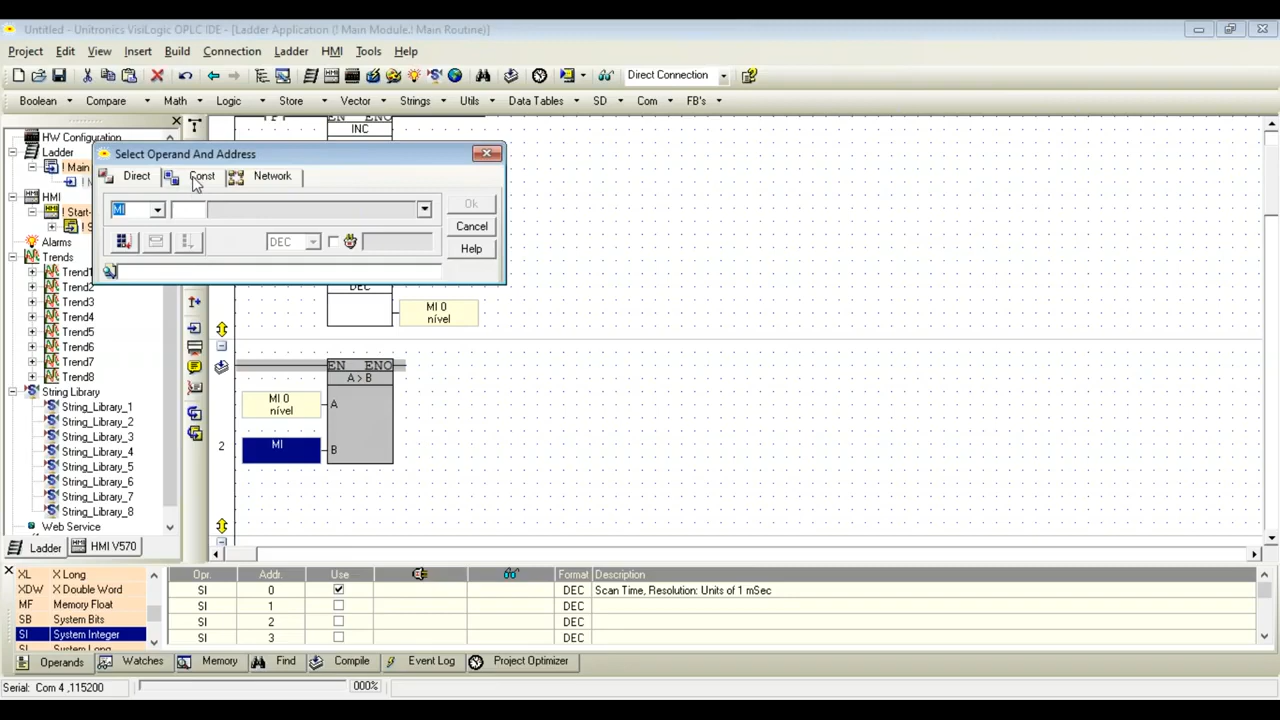 Untitled - Unitronics VisiLogic OPLC IDE - [Ladder Application (! Main Module,! Main Routine)]
Project Edit View Insert Build Connection Ladder HMI Tools Help
Direct Connection
Boolean Compare Math Logic Store Vector Strings Utils Data Tables SD Com FB's
HW Configuration
Ladder
! Main
HMI
! Start-
Alarms
Trends
Trend1
Trend2
Trend3
Trend4
Trend5
Trend6
Trend7
Trend8
String Library
String_Library_1
String_Library_2
String_Library_3
String_Library_4
String_Library_5
String_Library_6
String_Library_7
String_Library_8
Web Service
Ladder HMI V570
EN ENO
INC
Select Operand And Address
Direct Const Network
MI
Ok
Cancel
DEC
Help
DEC
MI 0
nível
EN ENO
A > B
MI 0
nível
A
2
MI
B
XL X Long
XDW X Double Word
MF Memory Float
SB System Bits
SI System Integer
SL System Long
Opr. Addr. Use Format Description
SI 0 DEC Scan Time, Resolution: Units of 1 mSec
SI 1 DEC
SI 2 DEC
SI 3 DEC
Operands Watches Memory Find Compile Event Log Project Optimizer
Serial: Com 4 ,115200 000%